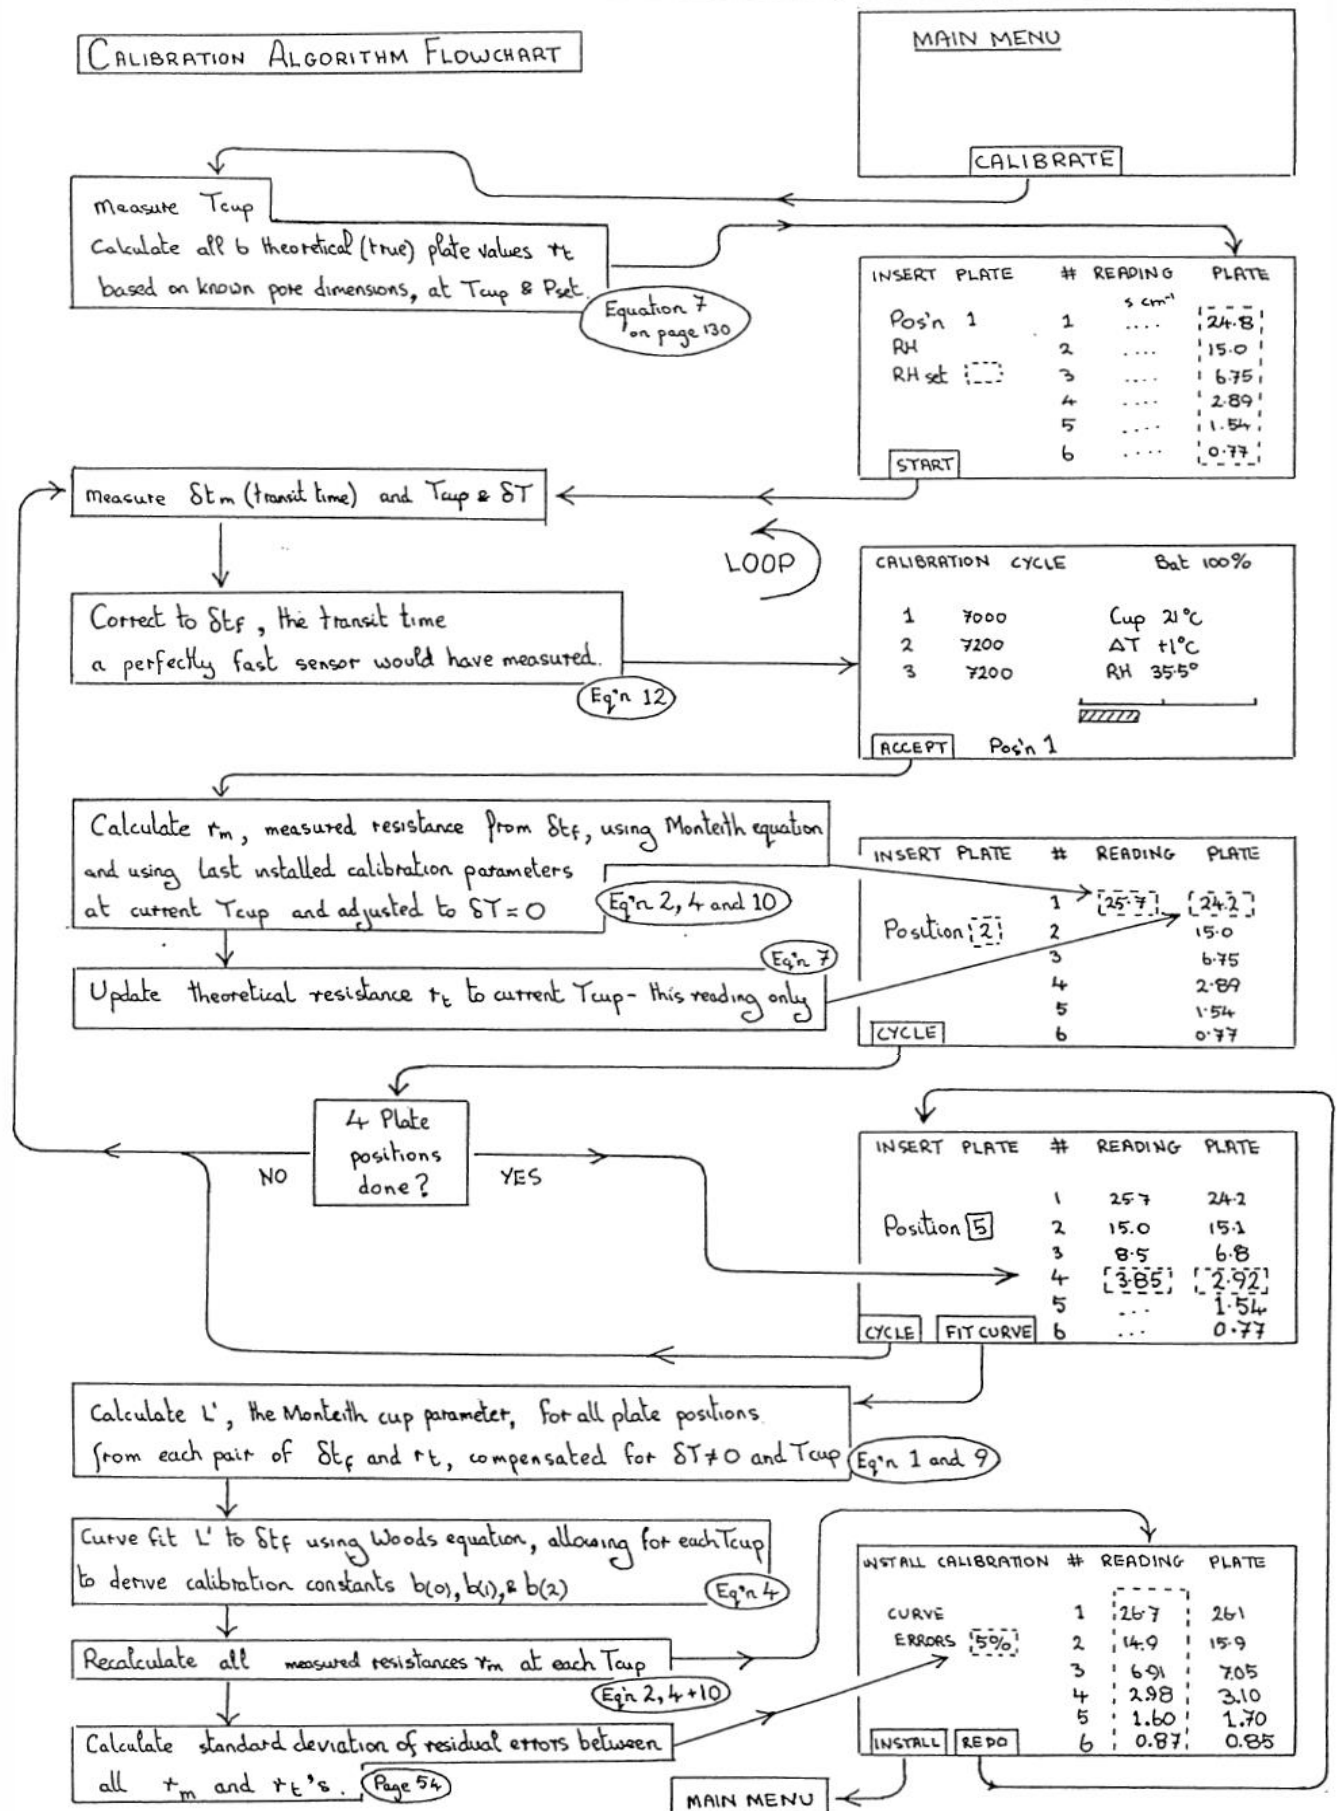 CALIBRATION ALGORITHM FLOWCHART
MAIN MENU
CALIBRATE
Measure Tcup
Calculate all 6 theoretical (true) plate values rt
based on known pore dimensions, at Tcup & Pset.
Equation 7
on page 130
INSERT PLATE # READING PLATE
s cm⁻¹
Pos'n 1 1 .... 24.8
RH 2 .... 15.0
RH set 3 .... 6.75
4 .... 2.89
5 .... 1.54
6 .... 0.77
START
Measure δtm (transit time) and Tcup & δT
LOOP
CALIBRATION CYCLE Bat 100%
1 7000 Cup 21°C
2 7200 ΔT +1°C
3 7200 RH 35.5°
ACCEPT Pos'n 1
Correct to δtf, the transit time
a perfectly fast sensor would have measured.
Eq'n 12
Calculate rm, measured resistance from δtf, using Monteith equation
and using last installed calibration parameters
at current Tcup and adjusted to δT = 0
Eq'n 2, 4 and 10
INSERT PLATE # READING PLATE
1 25.7 24.2
Position 2 2 15.0
3 6.75
4 2.89
5 1.54
CYCLE 6 0.77
Eq'n 7
Update theoretical resistance rt to current Tcup - this reading only
4 Plate
positions
done?
NO
YES
INSERT PLATE # READING PLATE
1 25.7 24.2
Position 5 2 15.0 15.1
3 8.5 6.8
4 3.85 2.92
5 ... 1.54
CYCLE FIT CURVE 6 ... 0.77
Calculate L', the Monteith cup parameter, for all plate positions.
from each pair of δtf and rt, compensated for δT≠0 and Tcup
Eq'n 1 and 9
Curve fit L' to δtf using Woods equation, allowing for each Tcup
to derive calibration constants b(0), b(1), & b(2)
Eq'n 4
Recalculate all measured resistances rm at each Tcup
Eq'n 2, 4+10
Calculate standard deviation of residual errors between
all rm and rt's.
Page 54
INSTALL CALIBRATION # READING PLATE
CURVE 1 26.7 26.1
ERRORS 5% 2 14.9 15.9
3 6.91 7.05
4 2.98 3.10
5 1.60 1.70
INSTALL REDO 6 0.87 0.85
MAIN MENU